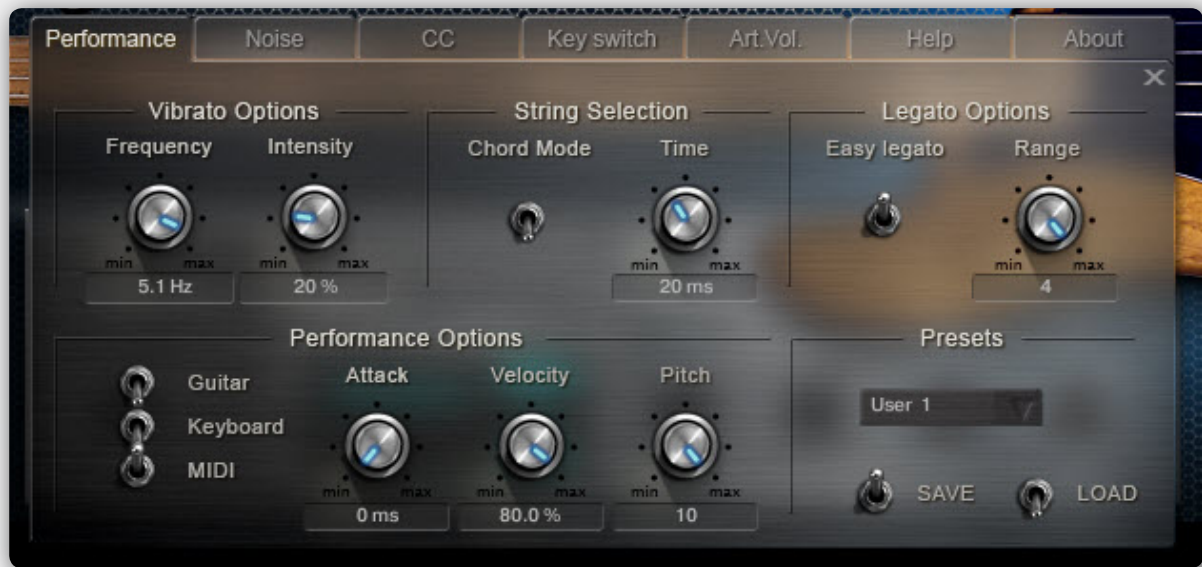 Performance Noise CC Key switch Art.Vol. Help About
X
Vibrato Options String Selection Legato Options
Frequency Intensity Chord Mode Time Easy legato Range
min max min max min max min max
5.1 Hz 20 % 20 ms 4
Performance Options Presets
Guitar Attack Velocity Pitch
Keyboard User 1
MIDI
min max min max min max SAVE LOAD
0 ms 80.0 % 10